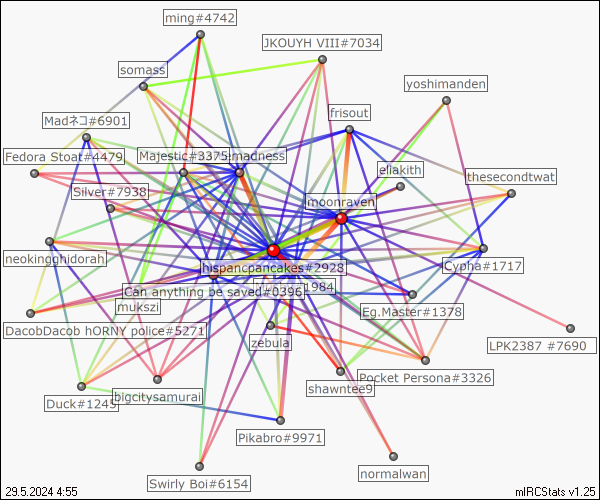 ming#4742
JKOUYH VIII#7034
somass
yoshimanden
frisout
Madネコ#6901
Fedora Stoat#4479
Majestic#3375
madness
ellakith
thesecondtwat
Silver#7938
moonraven
neokingghidorah
hispancpancakes#2928
Cypha#1717
Can anything be saved#0396
1984
mukszi
Eg.Master#1378
DacobDacob hORNY police#5271
zebula
LPK2387 #7690
Pocket Persona#3326
shawntee9
bigcitysamurai
Duck#1245
Pikabro#9971
normalwan
Swirly Boi#6154
29.5.2024 4:55
mIRCStats v1.25